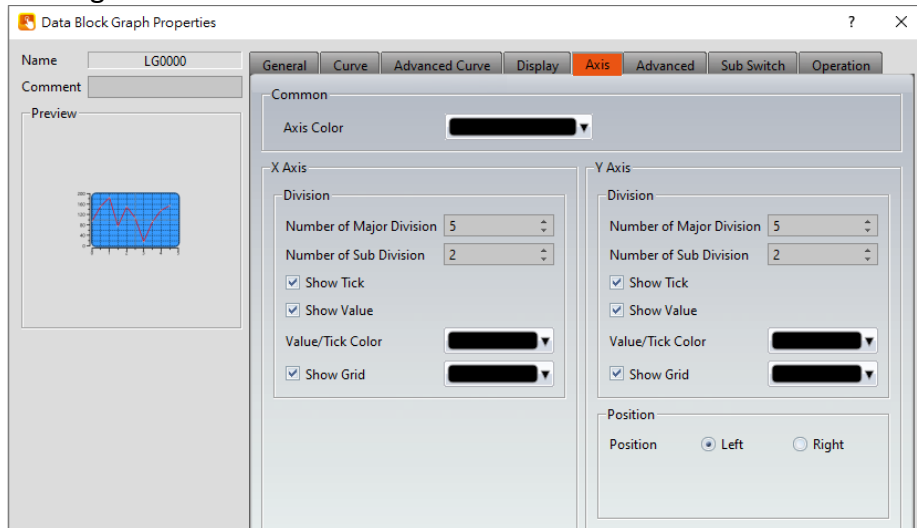 Data Block Graph Properties ? ×
Name LG0000
Comment
Preview
General Curve Advanced Curve Display Axis Advanced Sub Switch Operation
Common
Axis Color
X Axis
Division
Number of Major Division 5
Number of Sub Division 2
Show Tick
Show Value
Value/Tick Color
Show Grid
Y Axis
Division
Number of Major Division 5
Number of Sub Division 2
Show Tick
Show Value
Value/Tick Color
Show Grid
Position
Position Left Right